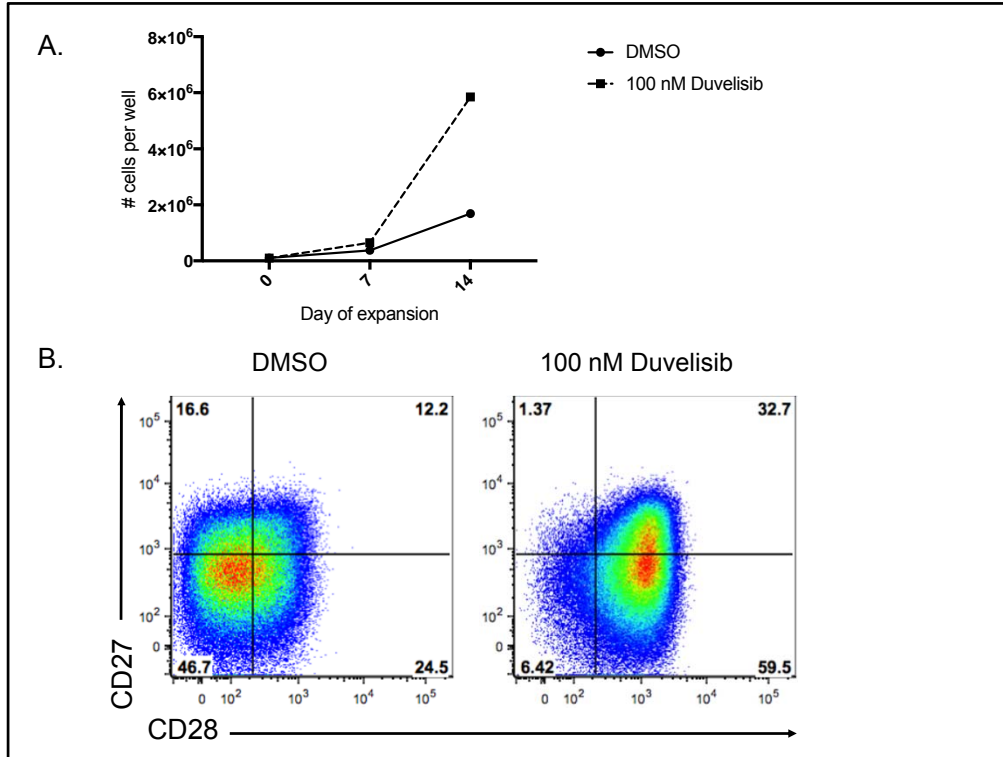 A.
8×10⁶
6×10⁶
4×10⁶
2×10⁶
0
# cells per well
0 7 14
Day of expansion
DMSO
100 nM Duvelisib
B.
DMSO
100 nM Duvelisib
16.6 12.2
10⁵
10⁴
10³
10²
0
46.7 24.5
0 10² 10³ 10⁴ 10⁵
1.37 32.7
10⁵
10⁴
10³
10²
0
6.42 59.5
0 10² 10³ 10⁴ 10⁵
CD27
CD28